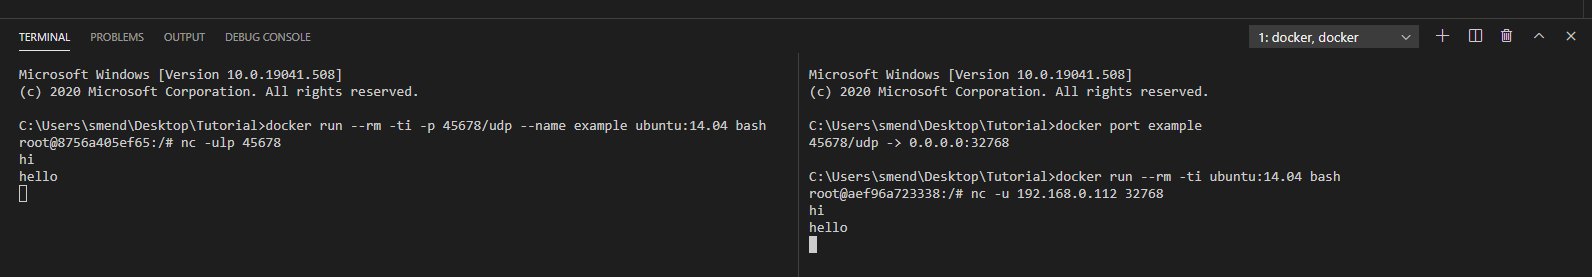 TERMINAL PROBLEMS OUTPUT DEBUG CONSOLE 1: docker, docker
Microsoft Windows [Version 10.0.19041.508]
(c) 2020 Microsoft Corporation. All rights reserved.
C:\Users\smend\Desktop\Tutorial>docker run --rm -ti -p 45678/udp --name example ubuntu:14.04 bash
root@8756a405ef65:/# nc -ulp 45678
hi
hello
Microsoft Windows [Version 10.0.19041.508]
(c) 2020 Microsoft Corporation. All rights reserved.
C:\Users\smend\Desktop\Tutorial>docker port example
45678/udp -> 0.0.0.0:32768
C:\Users\smend\Desktop\Tutorial>docker run --rm -ti ubuntu:14.04 bash
root@aef96a723338:/# nc -u 192.168.0.112 32768
hi
hello